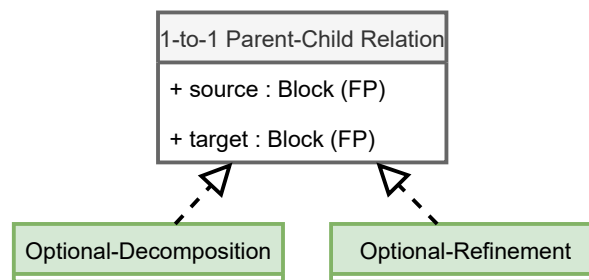 1-to-1 Parent-Child Relation
+ source : Block (FP)
+ target : Block (FP)
Optional-Decomposition
Optional-Refinement